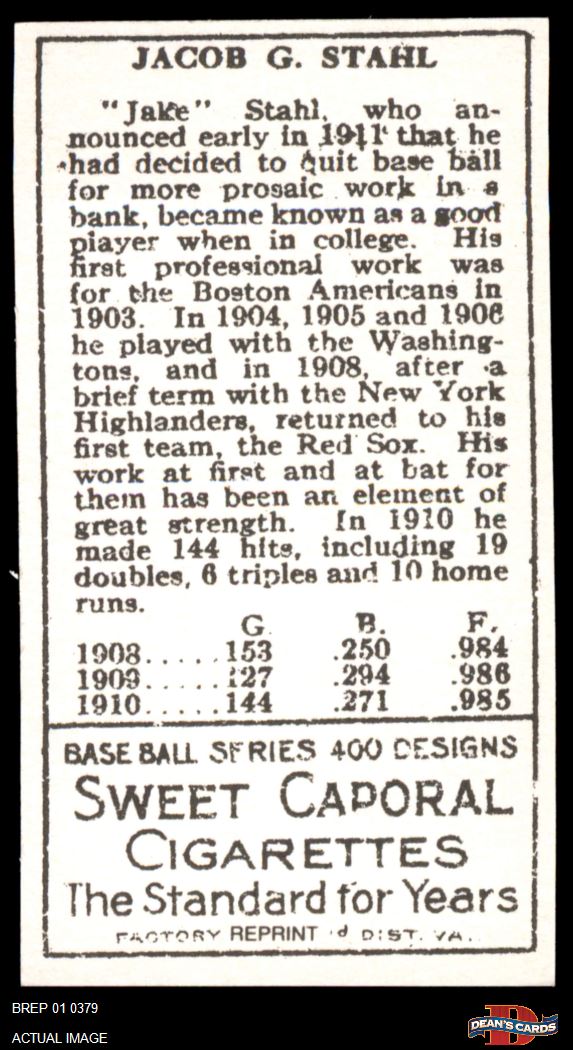 JACOB G. STAHL
"Jake" Stahl, who an-
nounced early in 1911 that he
had decided to quit base ball
for more prosaic work in a
bank, became known as a good
player when in college. His
first professional work was
for the Boston Americans in
1903. In 1904, 1905 and 1906
he played with the Washing-
tons, and in 1908, after a
brief term with the New York
Highlanders, returned to his
first team, the Red Sox. His
work at first and at bat for
them has been an element of
great strength. In 1910 he
made 144 hits, including 19
doubles, 6 triples and 10 home
runs.
G. B. F.
1908.....153 .250 .984
1909.....127 .294 .986
1910.....144 .271 .985
BASE BALL SERIES 400 DESIGNS
SWEET CAPORAL
CIGARETTES
The Standard for Years
FACTORY REPRINT d DIST. VA.
BREP 01 0379
ACTUAL IMAGE
DEAN'S CARDS